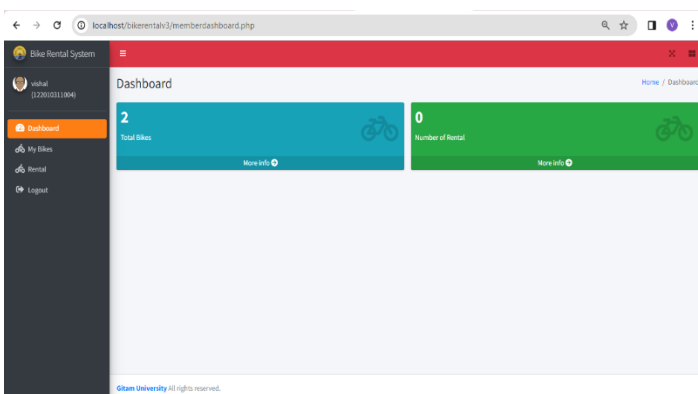 localhost/bikerentalv3/memberdashboard.php
V
Bike Rental System
vishal
(122010311004)
Dashboard
My Bikes
Rental
Logout
Dashboard
Home / Dashboard
2
Total Bikes
More info
0
Number of Rental
More info
Gitam University All rights reserved.